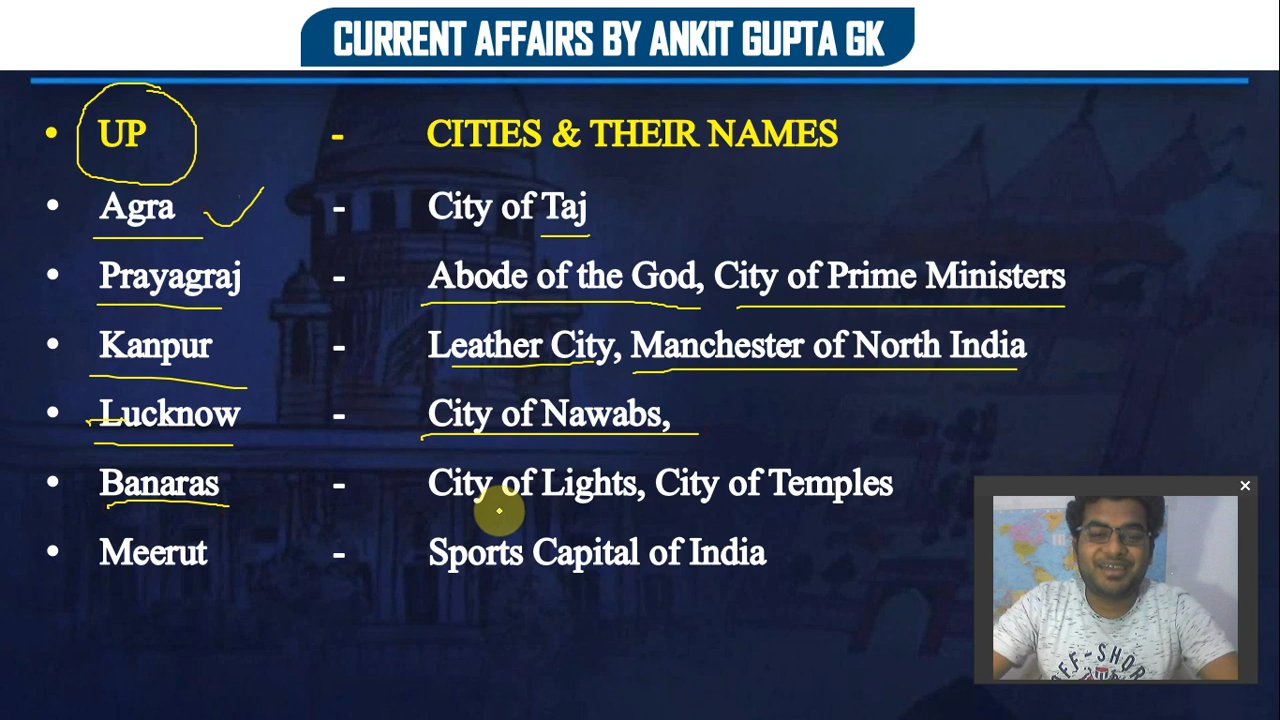 CURRENT AFFAIRS BY ANKIT GUPTA GK
• UP - CITIES & THEIR NAMES
• Agra - City of Taj
• Prayagraj - Abode of the God, City of Prime Ministers
• Kanpur - Leather City, Manchester of North India
• Lucknow - City of Nawabs,
• Banaras - City of Lights, City of Temples
• Meerut - Sports Capital of India